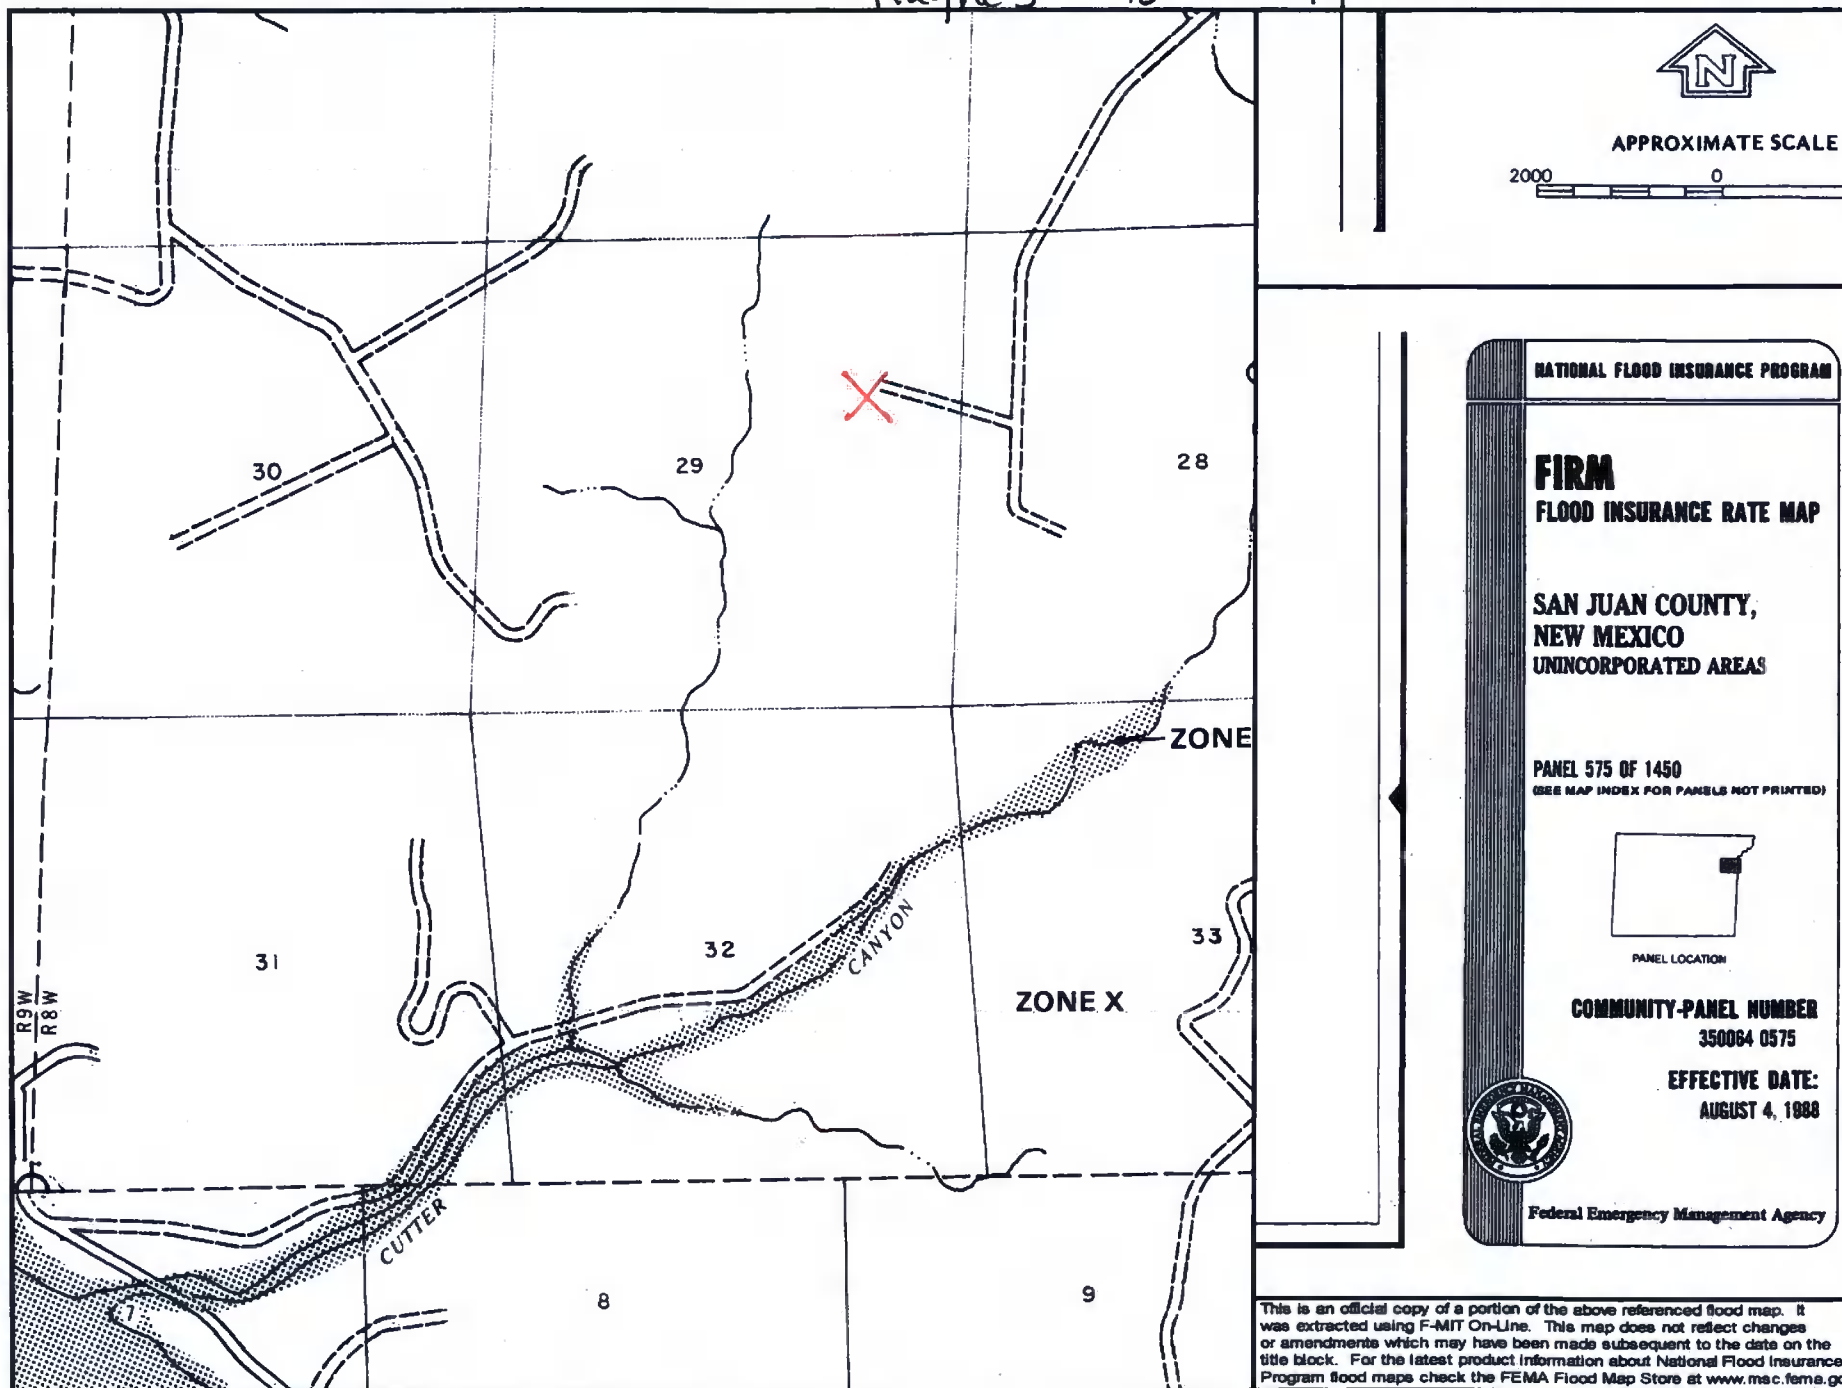 N
APPROXIMATE SCALE
2000 0
NATIONAL FLOOD INSURANCE PROGRAM
FIRM
FLOOD INSURANCE RATE MAP
SAN JUAN COUNTY,
NEW MEXICO
UNINCORPORATED AREAS
PANEL 575 OF 1450
(SEE MAP INDEX FOR PANELS NOT PRINTED)
PANEL LOCATION
COMMUNITY-PANEL NUMBER
350064 0575
EFFECTIVE DATE:
AUGUST 4, 1988
Federal Emergency Management Agency
30
29
28
ZONE
31
32
33
CANYON
ZONE X
R9W
R8W
CUTTER
7
8
9
This is an official copy of a portion of the above referenced flood map. It
was extracted using F-MIT On-Line. This map does not reflect changes
or amendments which may have been made subsequent to the date on the
title block. For the latest product information about National Flood Insurance
Program flood maps check the FEMA Flood Map Store at www.msc.fema.go